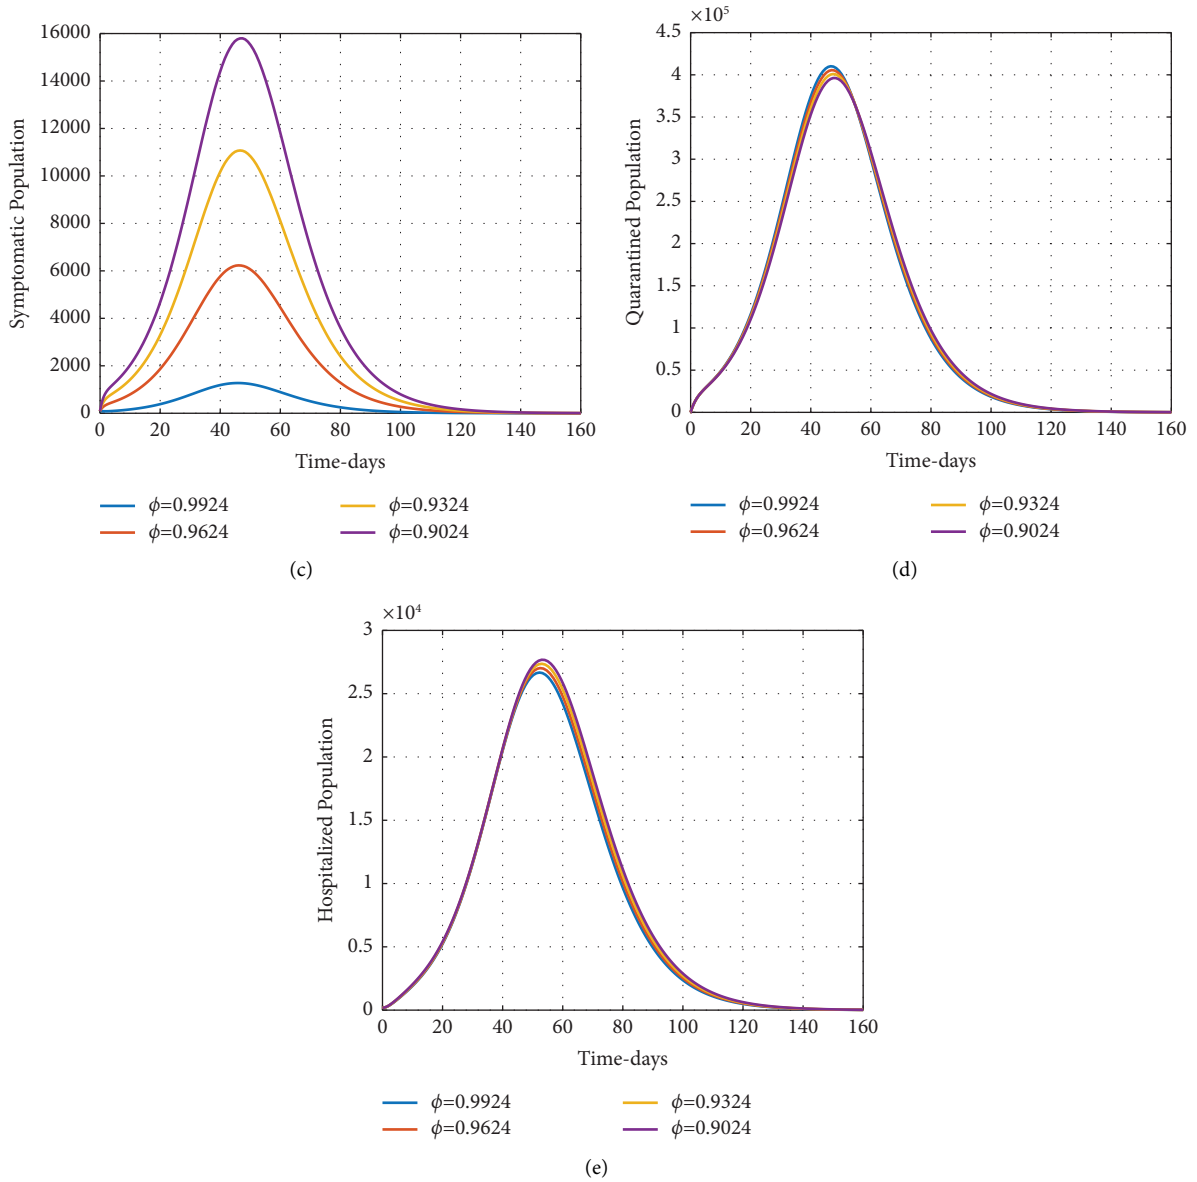 16000
14000
12000
10000
8000
6000
4000
2000
0
Symptomatic Population
0 20 40 60 80 100 120 140 160
Time-days
ϕ=0.9924
ϕ=0.9324
ϕ=0.9624
ϕ=0.9024
(c)
×10⁵
4.5
4
3.5
3
2.5
2
1.5
1
0.5
0
Quarantined Population
0 20 40 60 80 100 120 140 160
Time-days
ϕ=0.9924
ϕ=0.9324
ϕ=0.9624
ϕ=0.9024
(d)
×10⁴
3
2.5
2
1.5
1
0.5
0
Hospitalized Population
0 20 40 60 80 100 120 140 160
Time-days
ϕ=0.9924
ϕ=0.9324
ϕ=0.9624
ϕ=0.9024
(e)